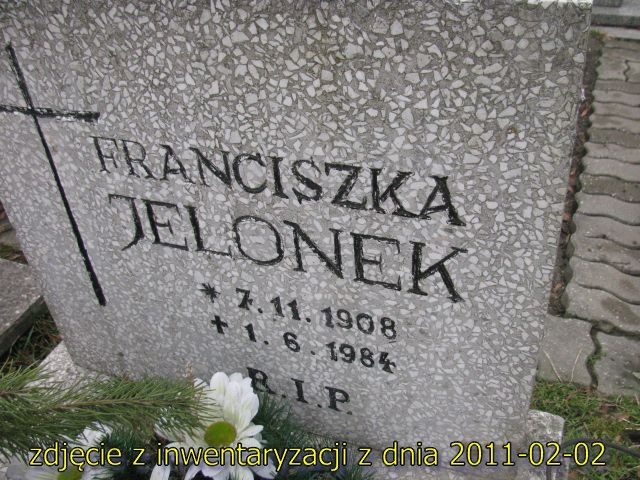 FRANCISZKA
JELONEK
* 7.11.1908
+ 1.6.1984
R.I.P.
zdjęcie z inwentaryzacji z dnia 2011-02-02